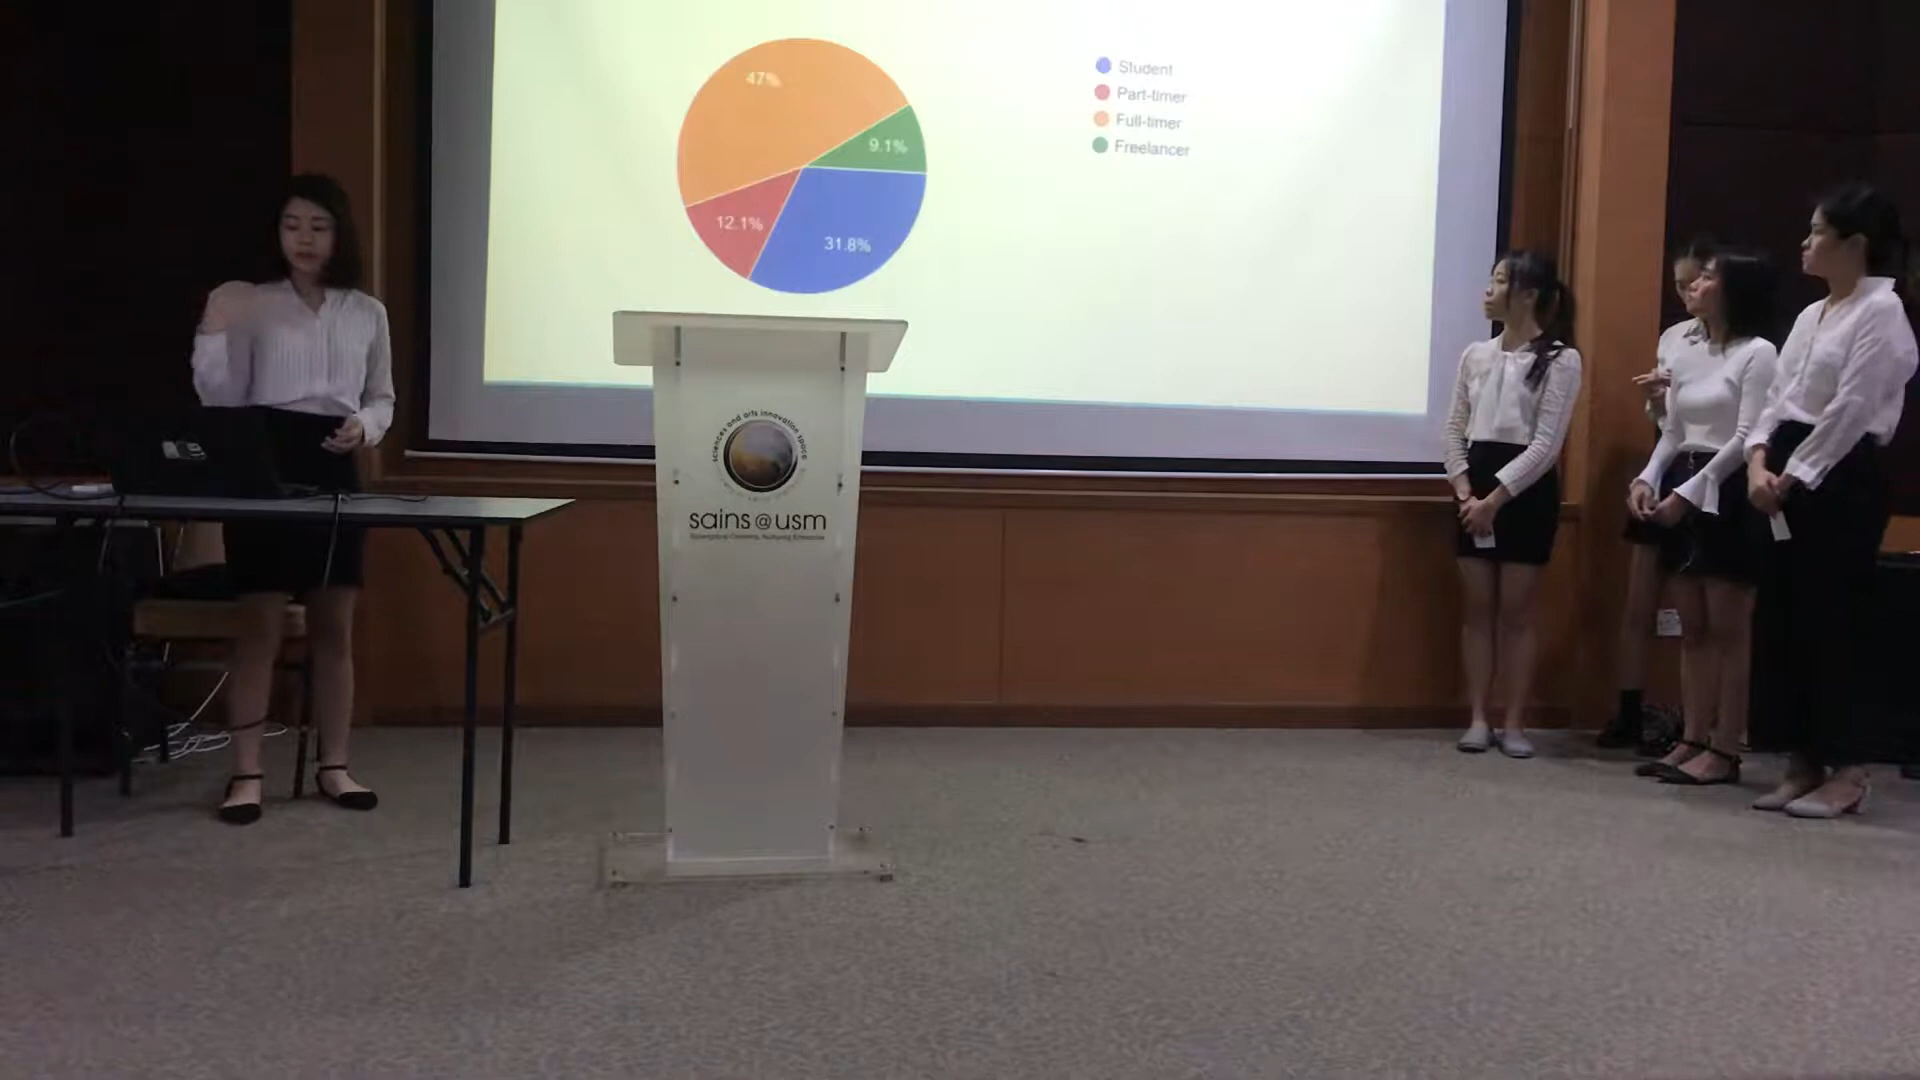 47%
9.1%
12.1%
31.8%
Student
Part-timer
Full-timer
Freelancer
sciences and arts innovation space
sains@usm